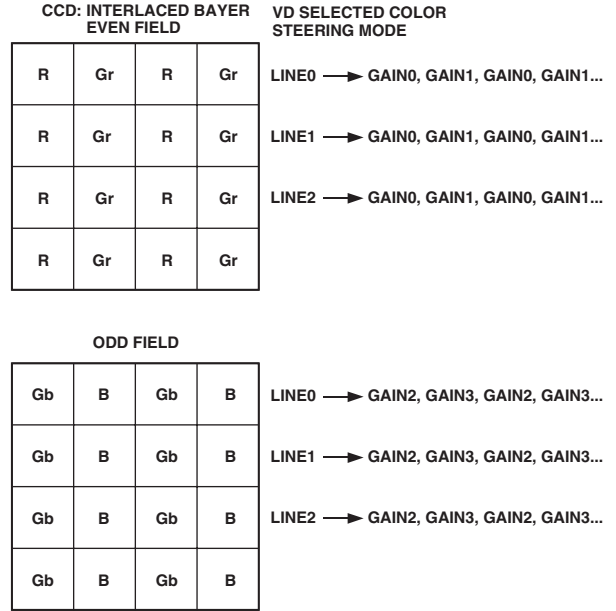 CCD: INTERLACED BAYER
EVEN FIELD
VD SELECTED COLOR
STEERING MODE
R Gr R Gr
LINE0 GAIN0, GAIN1, GAIN0, GAIN1...
R Gr R Gr
LINE1 GAIN0, GAIN1, GAIN0, GAIN1...
R Gr R Gr
LINE2 GAIN0, GAIN1, GAIN0, GAIN1...
R Gr R Gr
ODD FIELD
Gb B Gb B
LINE0 GAIN2, GAIN3, GAIN2, GAIN3...
Gb B Gb B
LINE1 GAIN2, GAIN3, GAIN2, GAIN3...
Gb B Gb B
LINE2 GAIN2, GAIN3, GAIN2, GAIN3...
Gb B Gb B